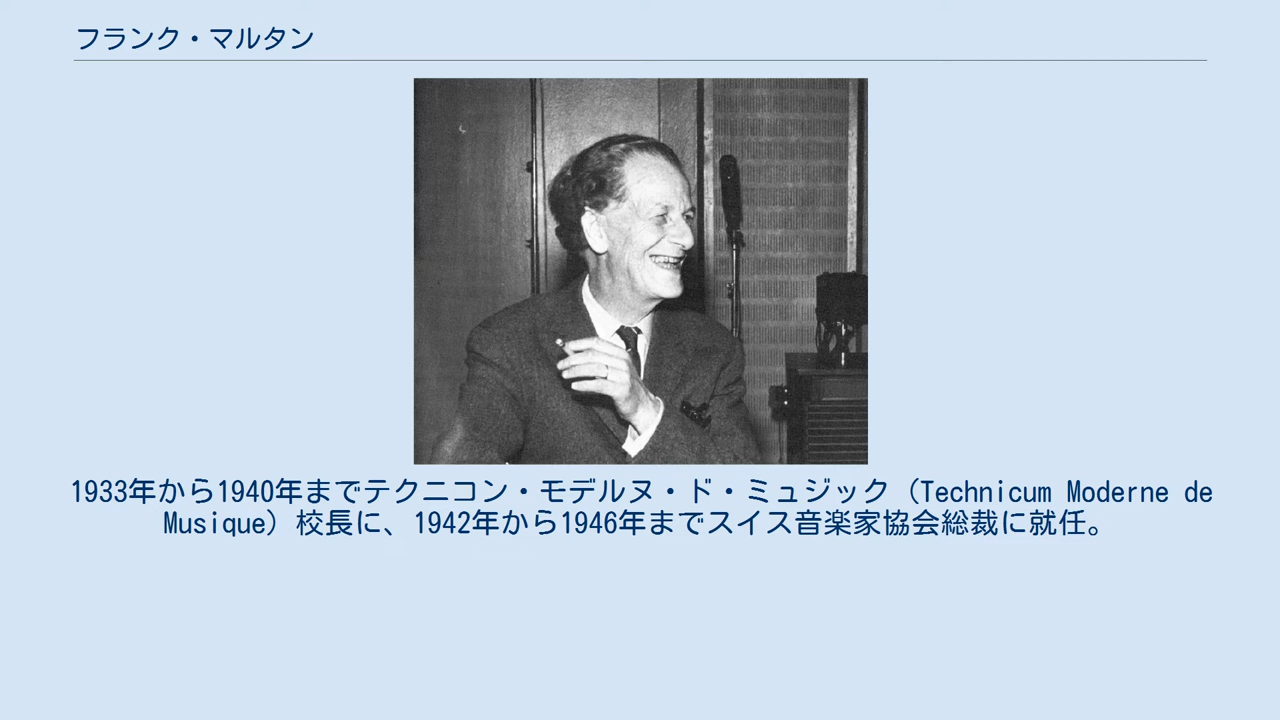 フランク・マルタン
1933年から1940年までテクニコン・モデルヌ・ド・ミュジック（Technicum Moderne de
Musique）校長に、1942年から1946年までスイス音楽家協会総裁に就任。